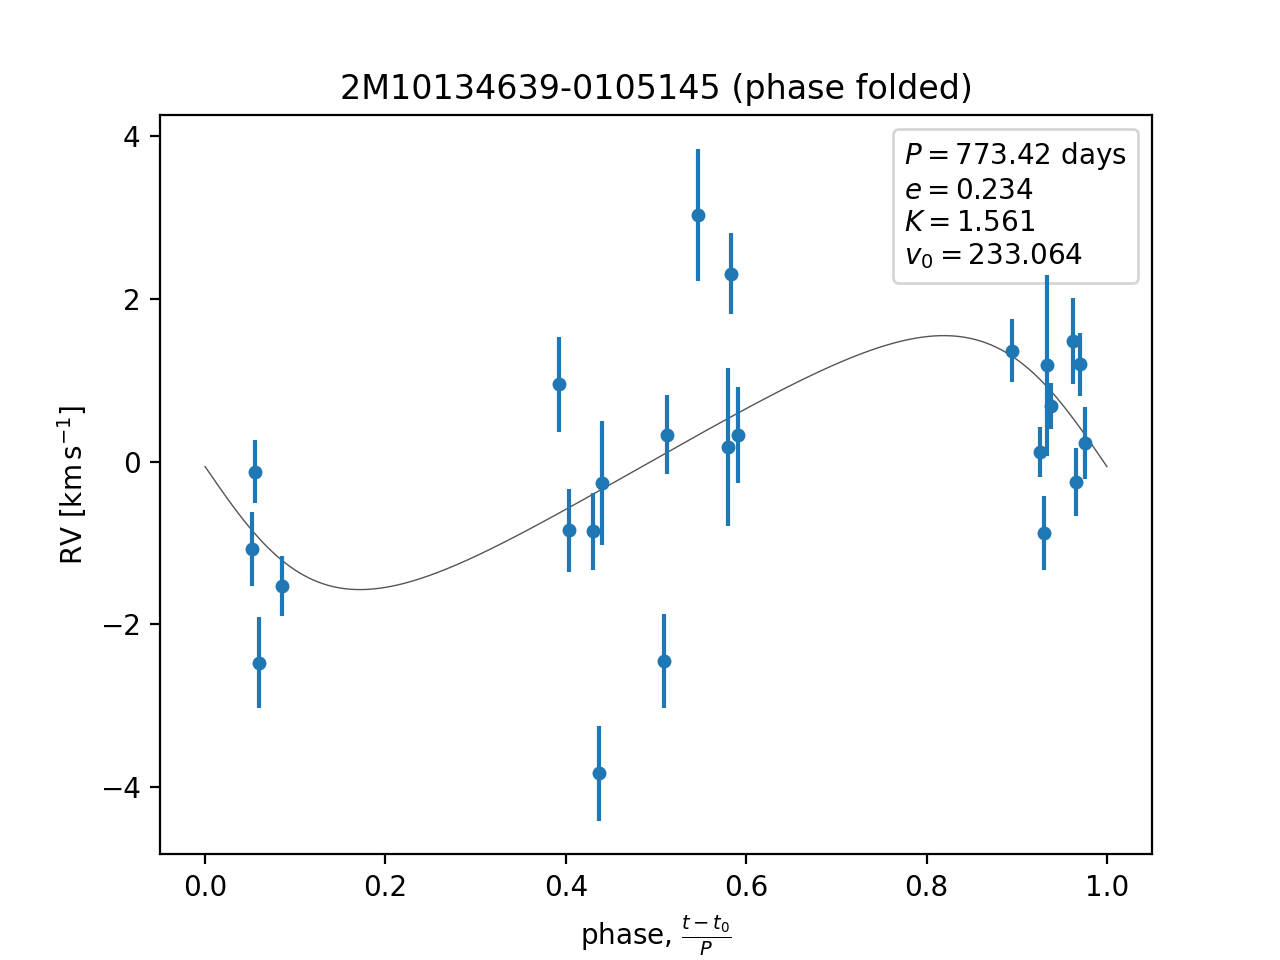 2M10134639-0105145 (phase folded)
P = 773.42 days
e = 0.234
K = 1.561
v₀ = 233.064
4
2
0
−2
−4
RV [km s⁻¹]
0.0 0.2 0.4 0.6 0.8 1.0
phase, (t − t₀)/P